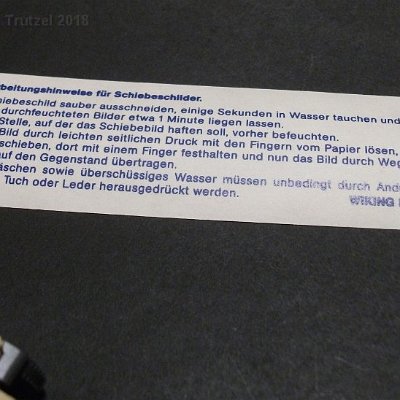 Trutzel 2018
rbeitungshinweise für Schiebeschilder.
iebeschild sauber ausschneiden, einige Sekunden in Wasser tauchen und
durchfeuchteten Bilder etwa 1 Minute liegen lassen.
Stelle, auf der das Schiebebild haften soll, vorher befeuchten.
Bild durch leichten seitlichen Druck mit den Fingern vom Papier lösen,
schieben, dort mit einem Finger festhalten und nun das Bild durch Weg
auf den Gegenstand übertragen.
äschen sowie überschüssiges Wasser müssen unbedingt durch And
Tuch oder Leder herausgedrückt werden.
WIKING